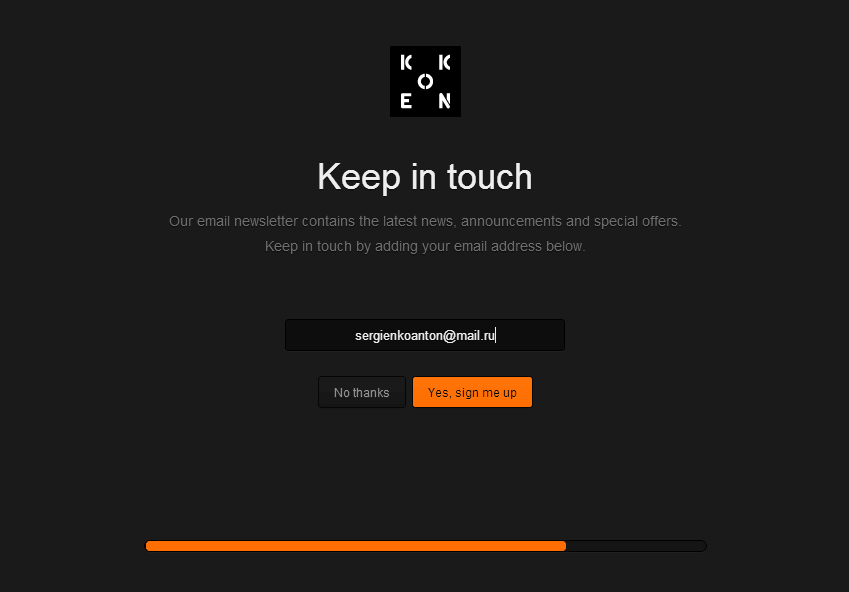 K K
O
E N
Keep in touch
Our email newsletter contains the latest news, announcements and special offers.
Keep in touch by adding your email address below.
sergienkoanton@mail.ru
No thanks
Yes, sign me up